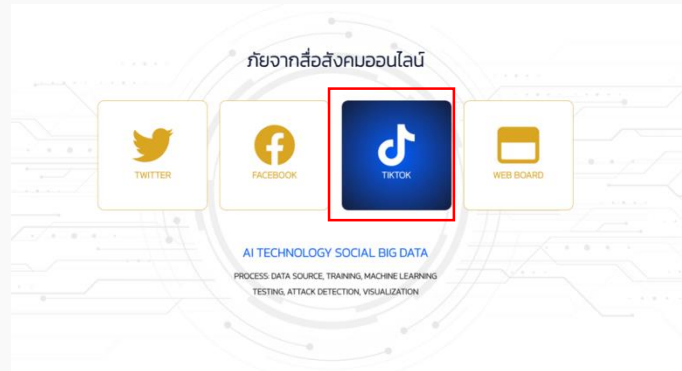 ภัยจากสื่อสังคมออนไลน์
TWITTER
FACEBOOK
TIKTOK
WEB BOARD
AI TECHNOLOGY SOCIAL BIG DATA
PROCESS: DATA SOURCE, TRAINING, MACHINE LEARNING
TESTING, ATTACK DETECTION, VISUALIZATION